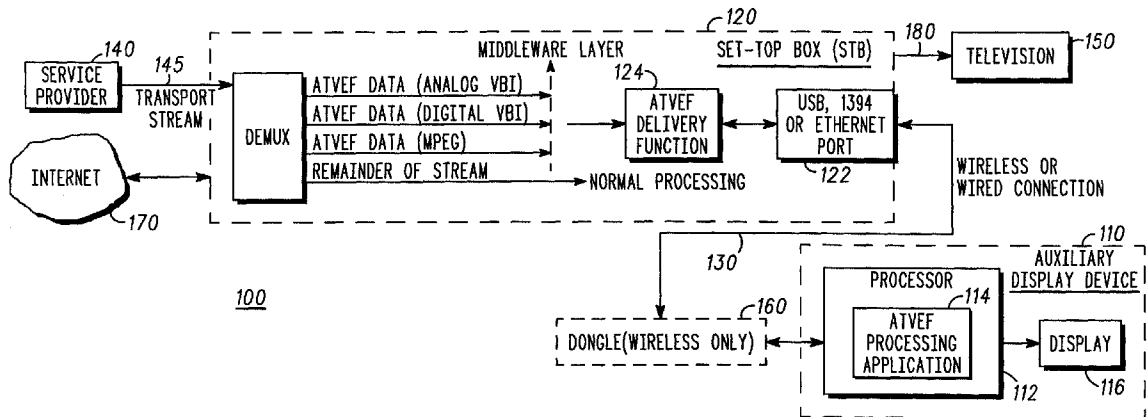 140
SERVICE
PROVIDER
145
TRANSPORT
STREAM
INTERNET
170
120
MIDDLEWARE LAYER
SET-TOP BOX (STB)
DEMUX
ATVEF DATA (ANALOG VBI)
ATVEF DATA (DIGITAL VBI)
ATVEF DATA (MPEG)
REMAINDER OF STREAM
NORMAL PROCESSING
124
ATVEF
DELIVERY
FUNCTION
USB, 1394
OR ETHERNET
PORT
122
180
150
TELEVISION
WIRELESS OR
WIRED CONNECTION
130
100
160
DONGLE(WIRELESS ONLY)
110
AUXILIARY
DISPLAY DEVICE
PROCESSOR
114
ATVEF
PROCESSING
APPLICATION
112
DISPLAY
116